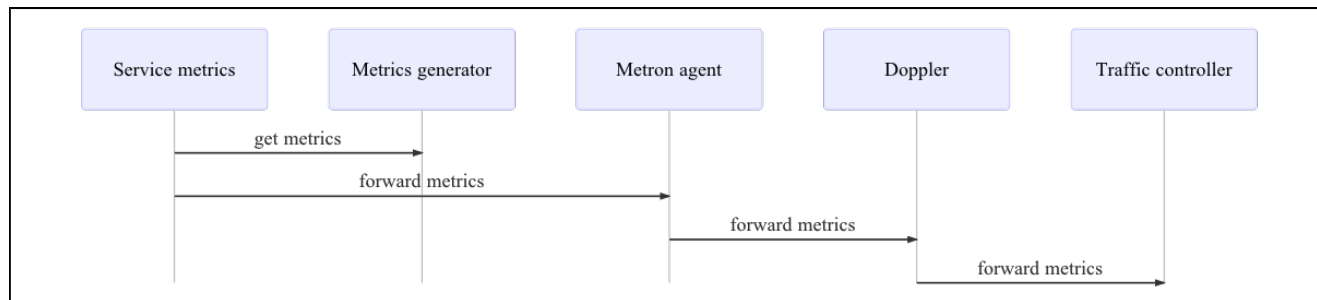 Service metrics
Metrics generator
Metron agent
Doppler
Traffic controller
get metrics
forward metrics
forward metrics
forward metrics